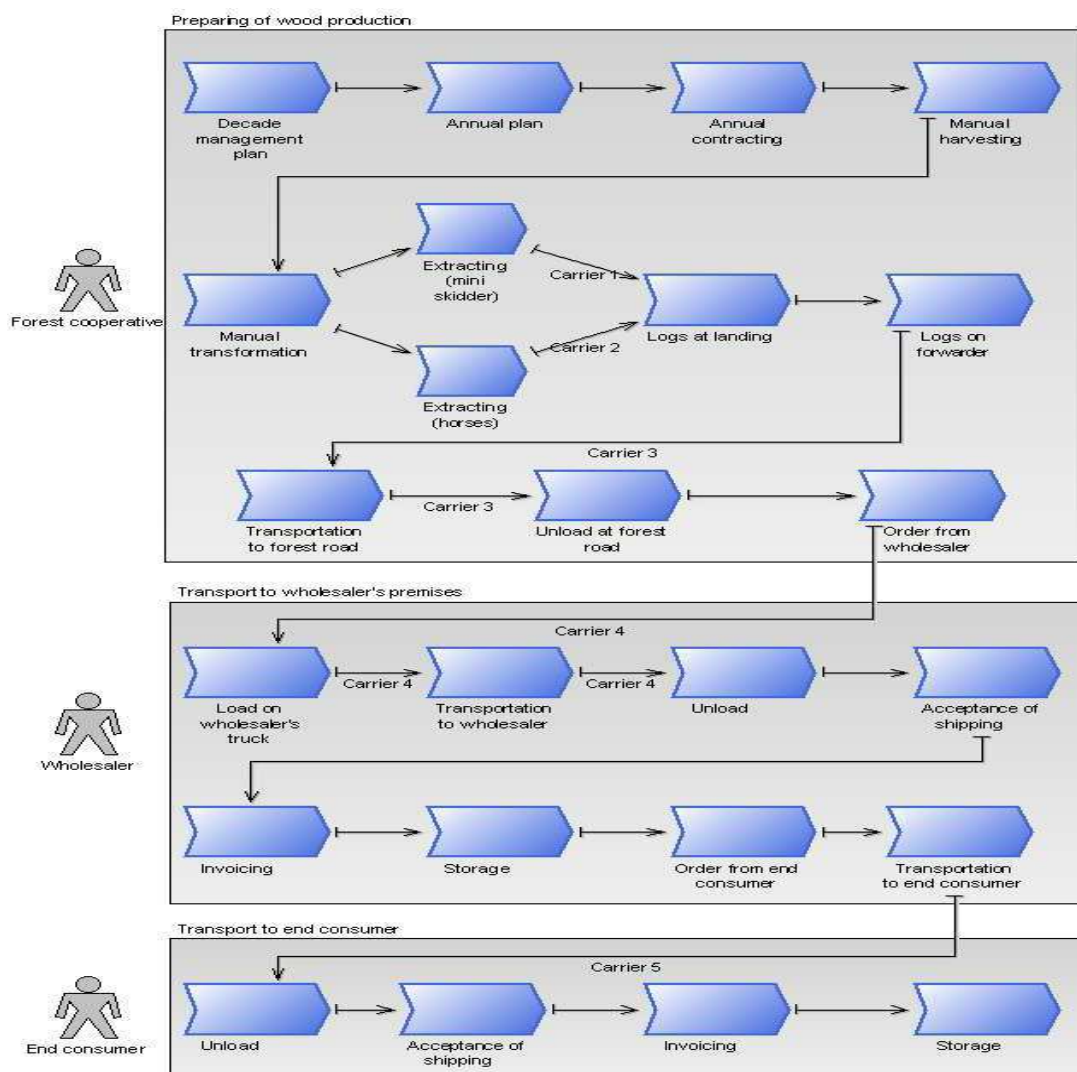 Preparing of wood production
Decade
management
plan
Annual plan
Annual
contracting
Manual
harvesting
Extracting
(mini
skidder)
Carrier 1
Forest cooperative
Manual
transformation
Carrier 2
Logs at landing
Logs on
forwarder
Extracting
(horses)
Carrier 3
Carrier 3
Transportation
to forest road
Unload at forest
road
Order from
wholesaler
Transport to wholesaler's premises
Carrier 4
Carrier 4
Carrier 4
Load on
wholesaler's
truck
Transportation
to wholesaler
Unload
Acceptance of
shipping
Wholesaler
Invoicing
Storage
Order from end
consumer
Transportation
to end consumer
Transport to end consumer
Carrier 5
End consumer
Unload
Acceptance of
shipping
Invoicing
Storage